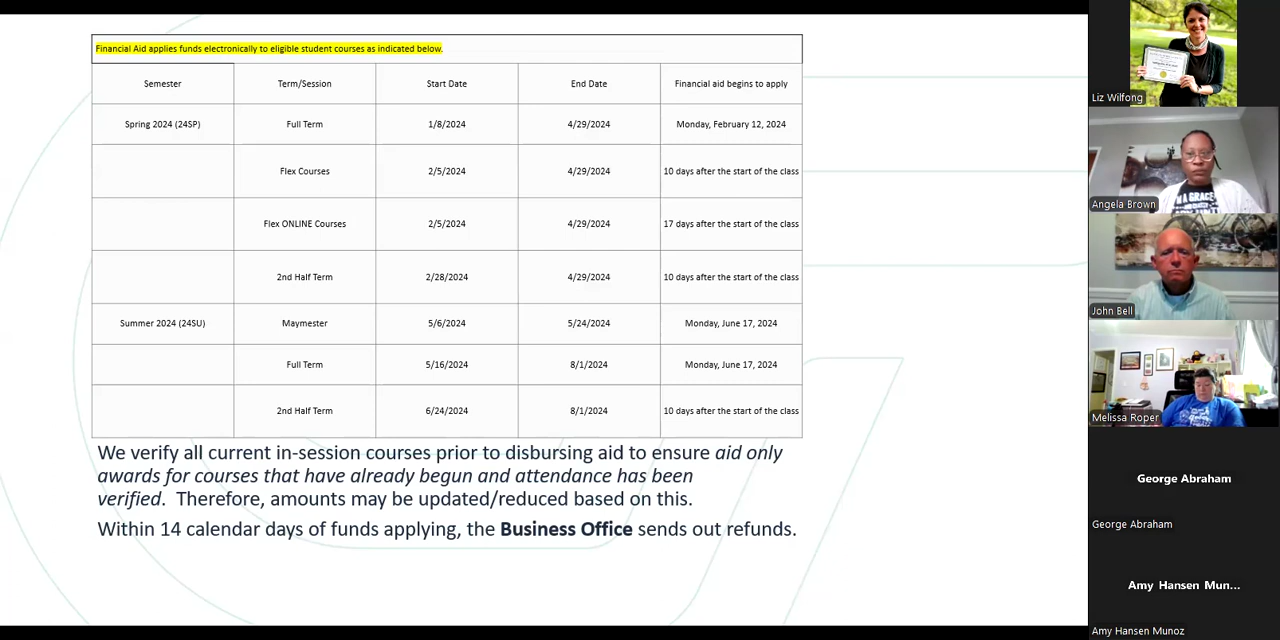 Financial Aid applies funds electronically to eligible student courses as indicated below.
Semester Term/Session Start Date End Date Financial aid begins to apply
Spring 2024 (24SP) Full Term 1/8/2024 4/29/2024 Monday, February 12, 2024
Flex Courses 2/5/2024 4/29/2024 10 days after the start of the class
Flex ONLINE Courses 2/5/2024 4/29/2024 17 days after the start of the class
2nd Half Term 2/28/2024 4/29/2024 10 days after the start of the class
Summer 2024 (24SU) Maymester 5/6/2024 5/24/2024 Monday, June 17, 2024
Full Term 5/16/2024 8/1/2024 Monday, June 17, 2024
2nd Half Term 6/24/2024 8/1/2024 10 days after the start of the class
We verify all current in-session courses prior to disbursing aid to ensure aid only
awards for courses that have already begun and attendance has been
verified. Therefore, amounts may be updated/reduced based on this.
Within 14 calendar days of funds applying, the Business Office sends out refunds.
Liz Wilfong
Angela Brown
John Bell
Melissa Roper
George Abraham
George Abraham
Amy Hansen Mun...
Amy Hansen Munoz